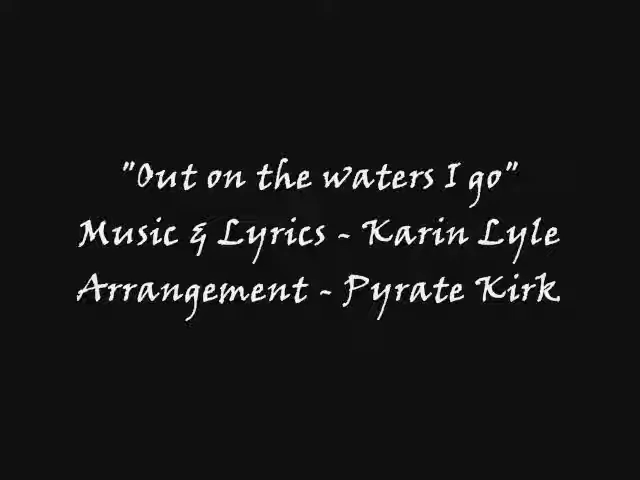 "Out on the waters I go"
Music & Lyrics - Karin Lyle
Arrangement - Pyrate Kirk